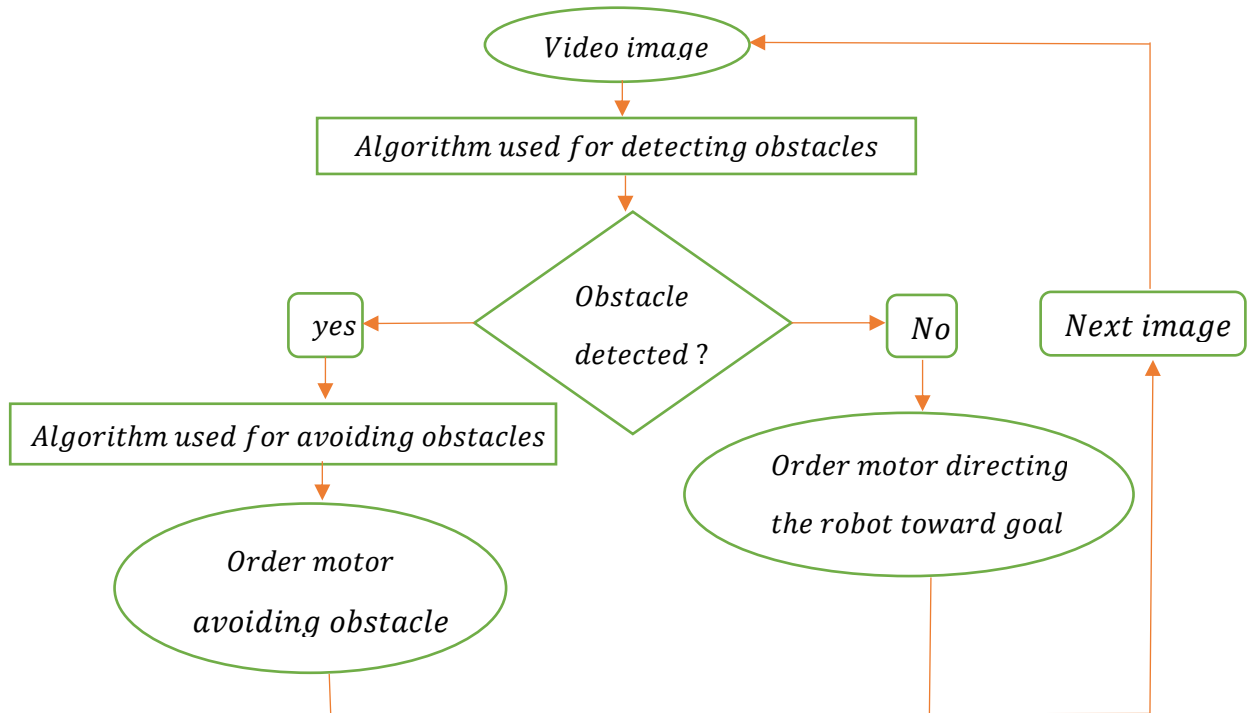 Video image
Algorithm used for detecting obstacles
Obstacle
detected ?
yes
No
Next image
Algorithm used for avoiding obstacles
Order motor directing
the robot toward goal
Order motor
avoiding obstacle